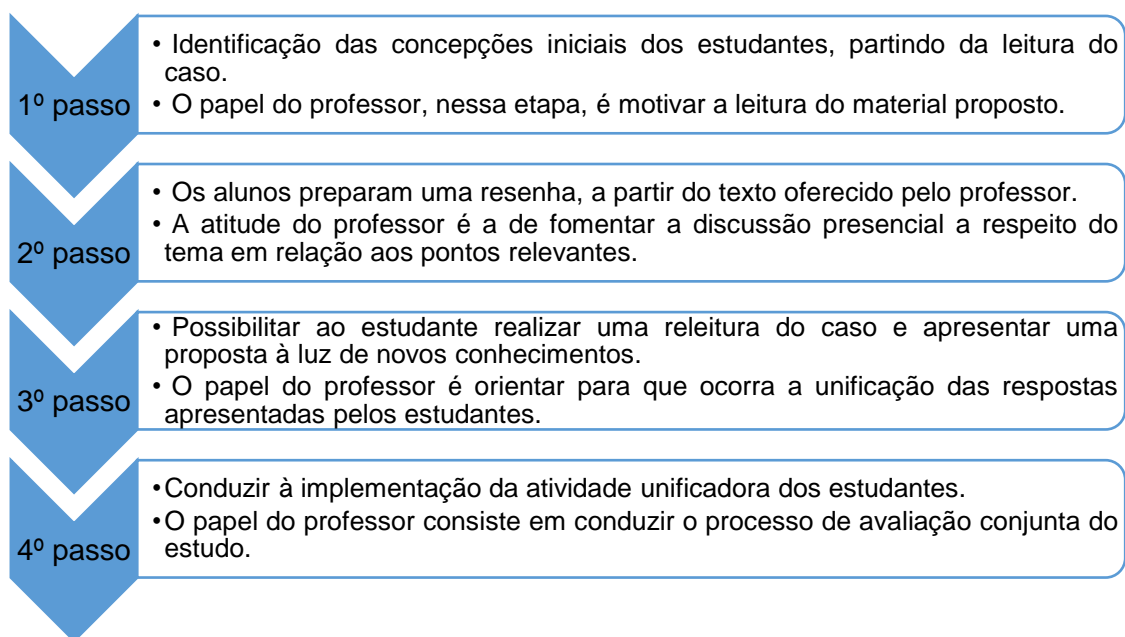 1º passo
• Identificação das concepções iniciais dos estudantes, partindo da leitura do
caso.
• O papel do professor, nessa etapa, é motivar a leitura do material proposto.
2º passo
• Os alunos preparam uma resenha, a partir do texto oferecido pelo professor.
• A atitude do professor é a de fomentar a discussão presencial a respeito do
tema em relação aos pontos relevantes.
3º passo
• Possibilitar ao estudante realizar uma releitura do caso e apresentar uma
proposta à luz de novos conhecimentos.
• O papel do professor é orientar para que ocorra a unificação das respostas
apresentadas pelos estudantes.
4º passo
•Conduzir à implementação da atividade unificadora dos estudantes.
•O papel do professor consiste em conduzir o processo de avaliação conjunta do
estudo.